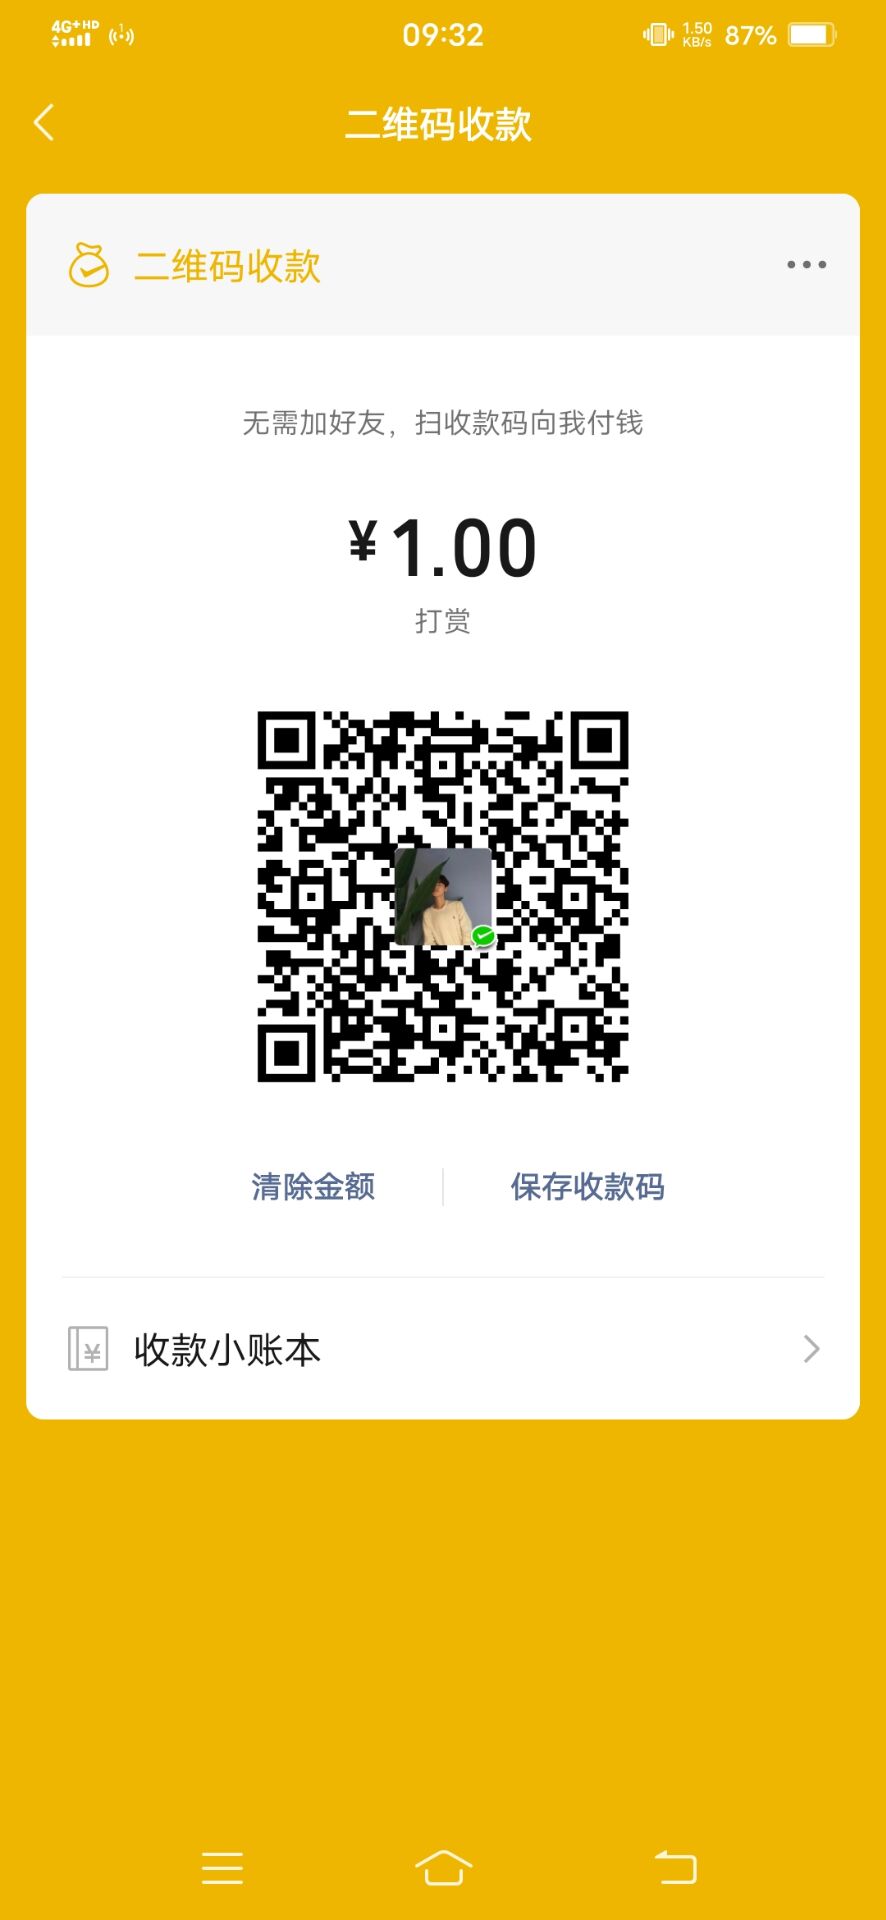 4G+ HD
09:32
1.50
KB/s
87%
二维码收款
二维码收款
无需加好友，扫收款码向我付钱
¥1.00
打赏
清除金额
保存收款码
收款小账本